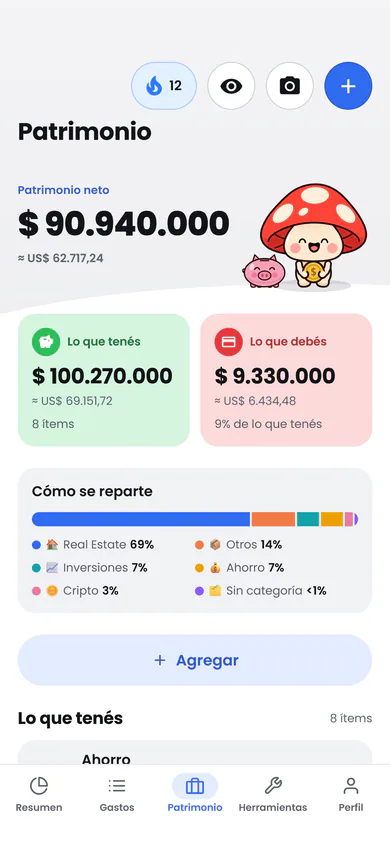 12
Patrimonio
Patrimonio neto
$ 90.940.000
≈ US$ 62.717,24
Lo que tenés
$ 100.270.000
≈ US$ 69.151,72
8 ítems
Lo que debés
$ 9.330.000
≈ US$ 6.434,48
9% de lo que tenés
Cómo se reparte
Real Estate 69%
Otros 14%
Inversiones 7%
Ahorro 7%
Cripto 3%
Sin categoría <1%
+ Agregar
Lo que tenés
8 ítems
Ahorro
Resumen
Gastos
Patrimonio
Herramientas
Perfil